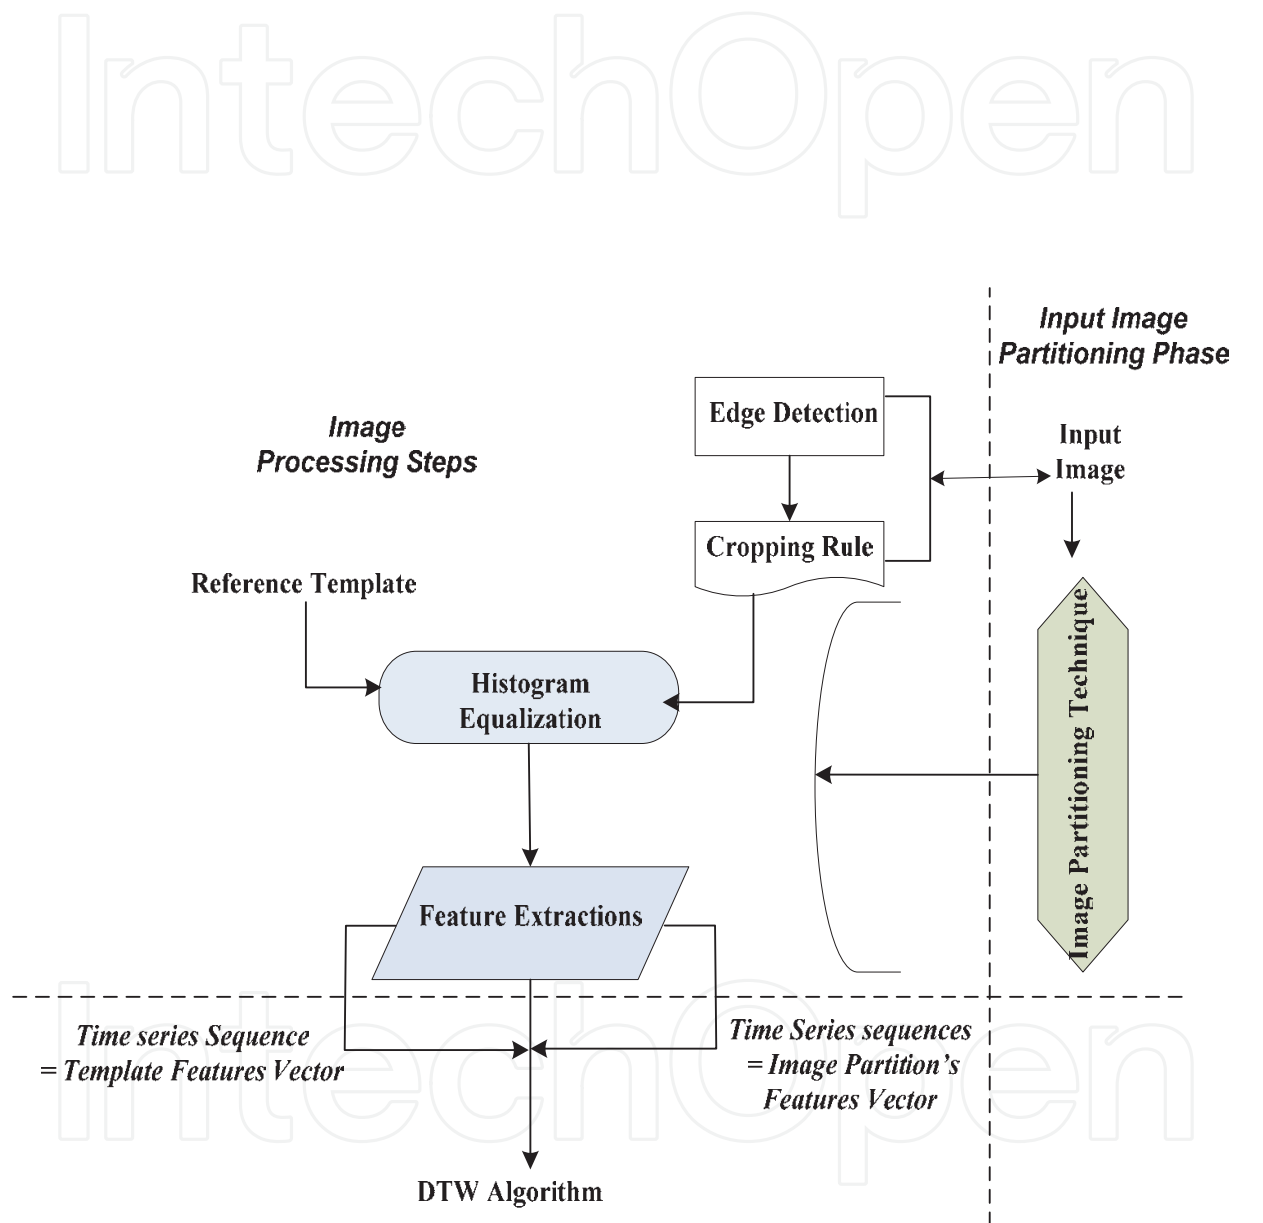 IntechOpen
Input Image
Partitioning Phase
Edge Detection
Image
Processing Steps
Input
Image
Cropping Rule
Reference Template
Histogram
Equalization
Image Partitioning Technique
Feature Extractions
Time series Sequence
= Template Features Vector
Time Series sequences
= Image Partition's
Features Vector
IntechOpen
DTW Algorithm